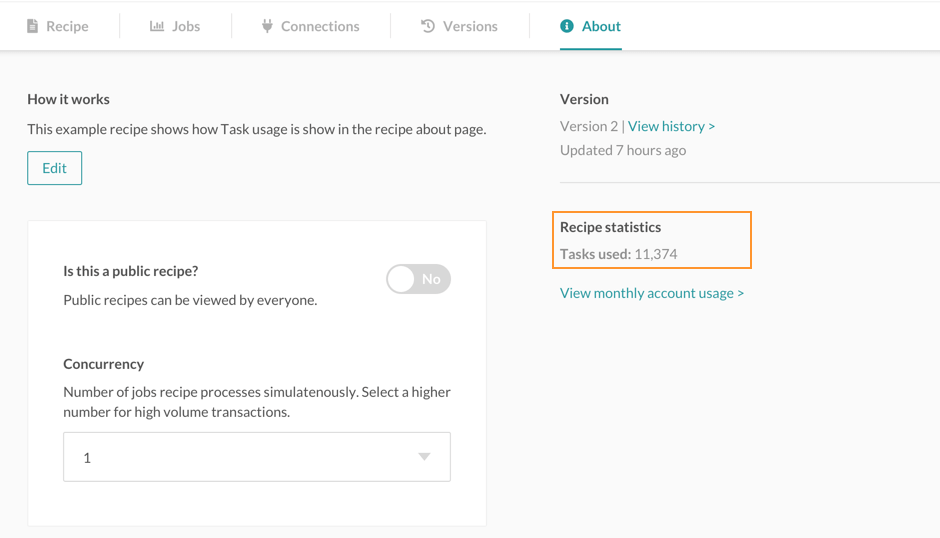 Recipe
Jobs
Connections
Versions
About
How it works
This example recipe shows how Task usage is show in the recipe about page.
Edit
Is this a public recipe?
No
Public recipes can be viewed by everyone.
Concurrency
Number of jobs recipe processes simulatenously. Select a higher
number for high volume transactions.
1
Version
Version 2 | View history >
Updated 7 hours ago
Recipe statistics
Tasks used: 11,374
View monthly account usage >